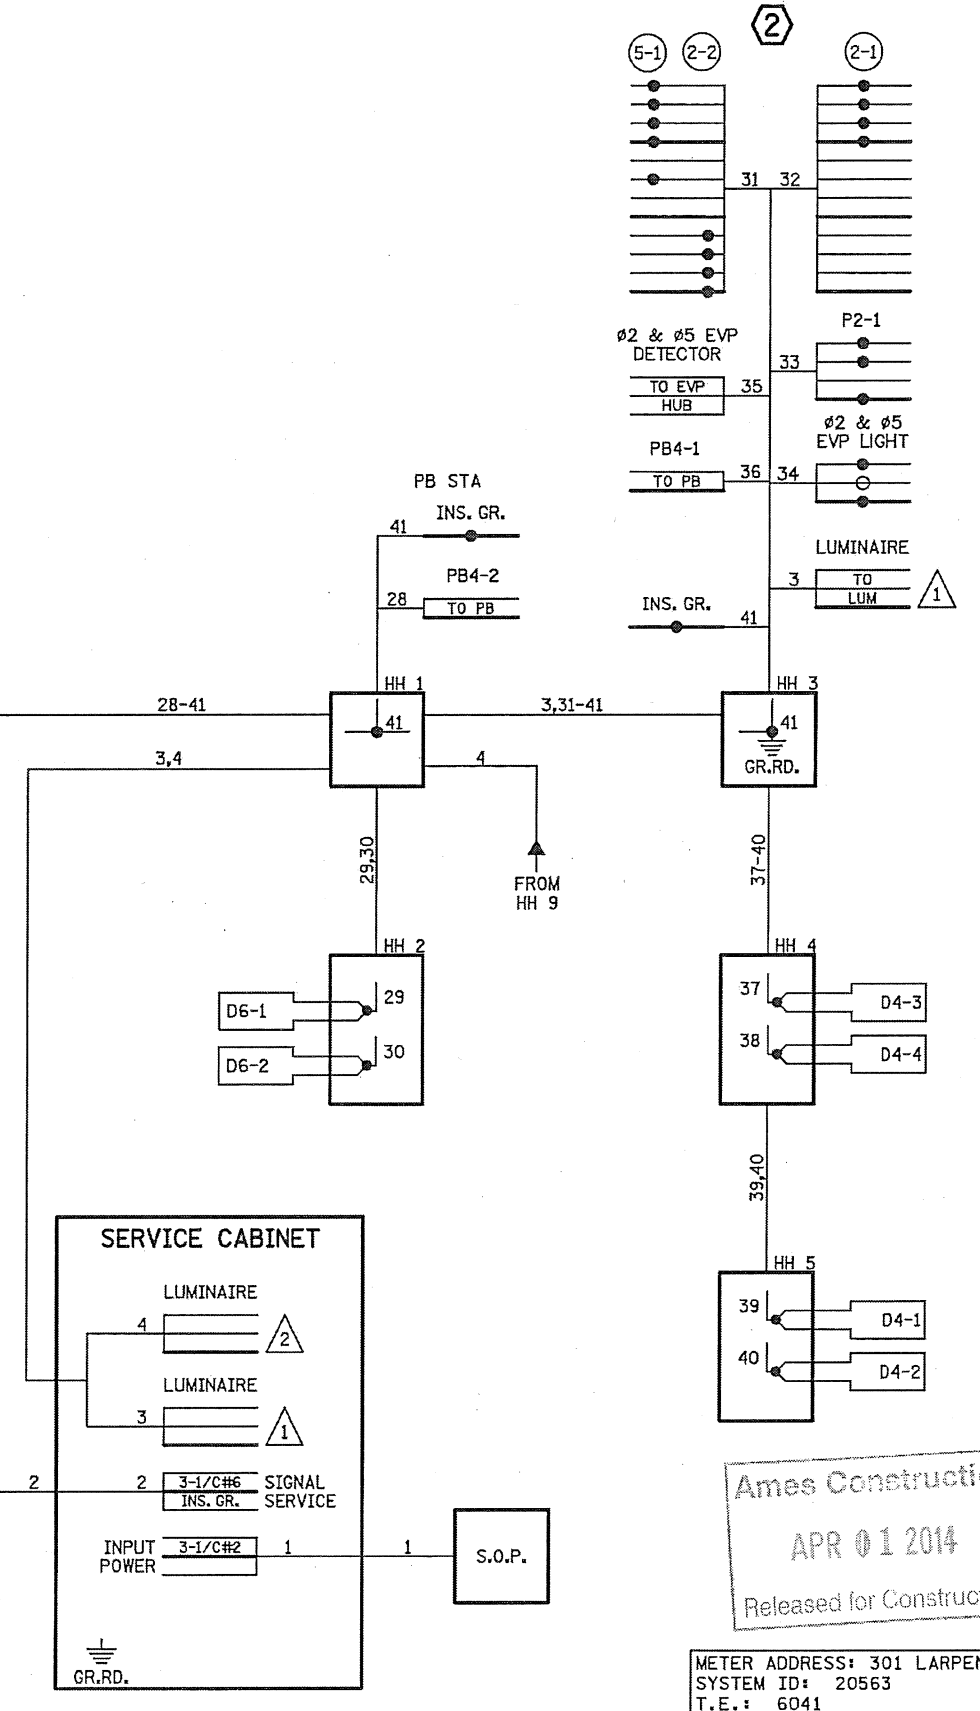 2
5-1 2-2 2-1
31 32
P2-1
ø2 & ø5 EVP
DETECTOR
33
TO EVP
HUB
35
ø2 & ø5
EVP LIGHT
PB4-1
TO PB
36 34
PB STA
INS. GR.
41
LUMINAIRE
PB4-2
28
TO PB
3
TO
LUM
1
INS. GR.
41
HH 1
HH 3
28-41
3,31-41
41
41
GR.RD.
3,4
4
29,30
37-40
FROM
HH 9
HH 2
HH 4
29
D6-1
30
D6-2
37
D4-3
38
D4-4
39,40
SERVICE CABINET
HH 5
LUMINAIRE
4
2
39
D4-1
40
D4-2
LUMINAIRE
3
1
2
2
3-1/C#6
INS. GR.
SIGNAL
SERVICE
INPUT
POWER
3-1/C#2
1
1
S.O.P.
GR.RD.
Ames Constructi
APR 01 2014
Released for Construc
METER ADDRESS: 301 LARPEN
SYSTEM ID: 20563
T.E.: 6041